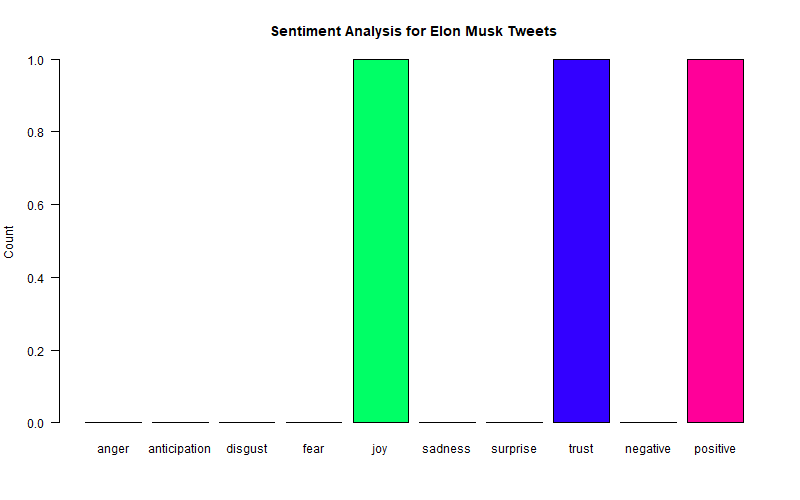 Sentiment Analysis for Elon Musk Tweets
Count
1.0
0.8
0.6
0.4
0.2
0.0
anger anticipation disgust fear joy sadness surprise trust negative positive